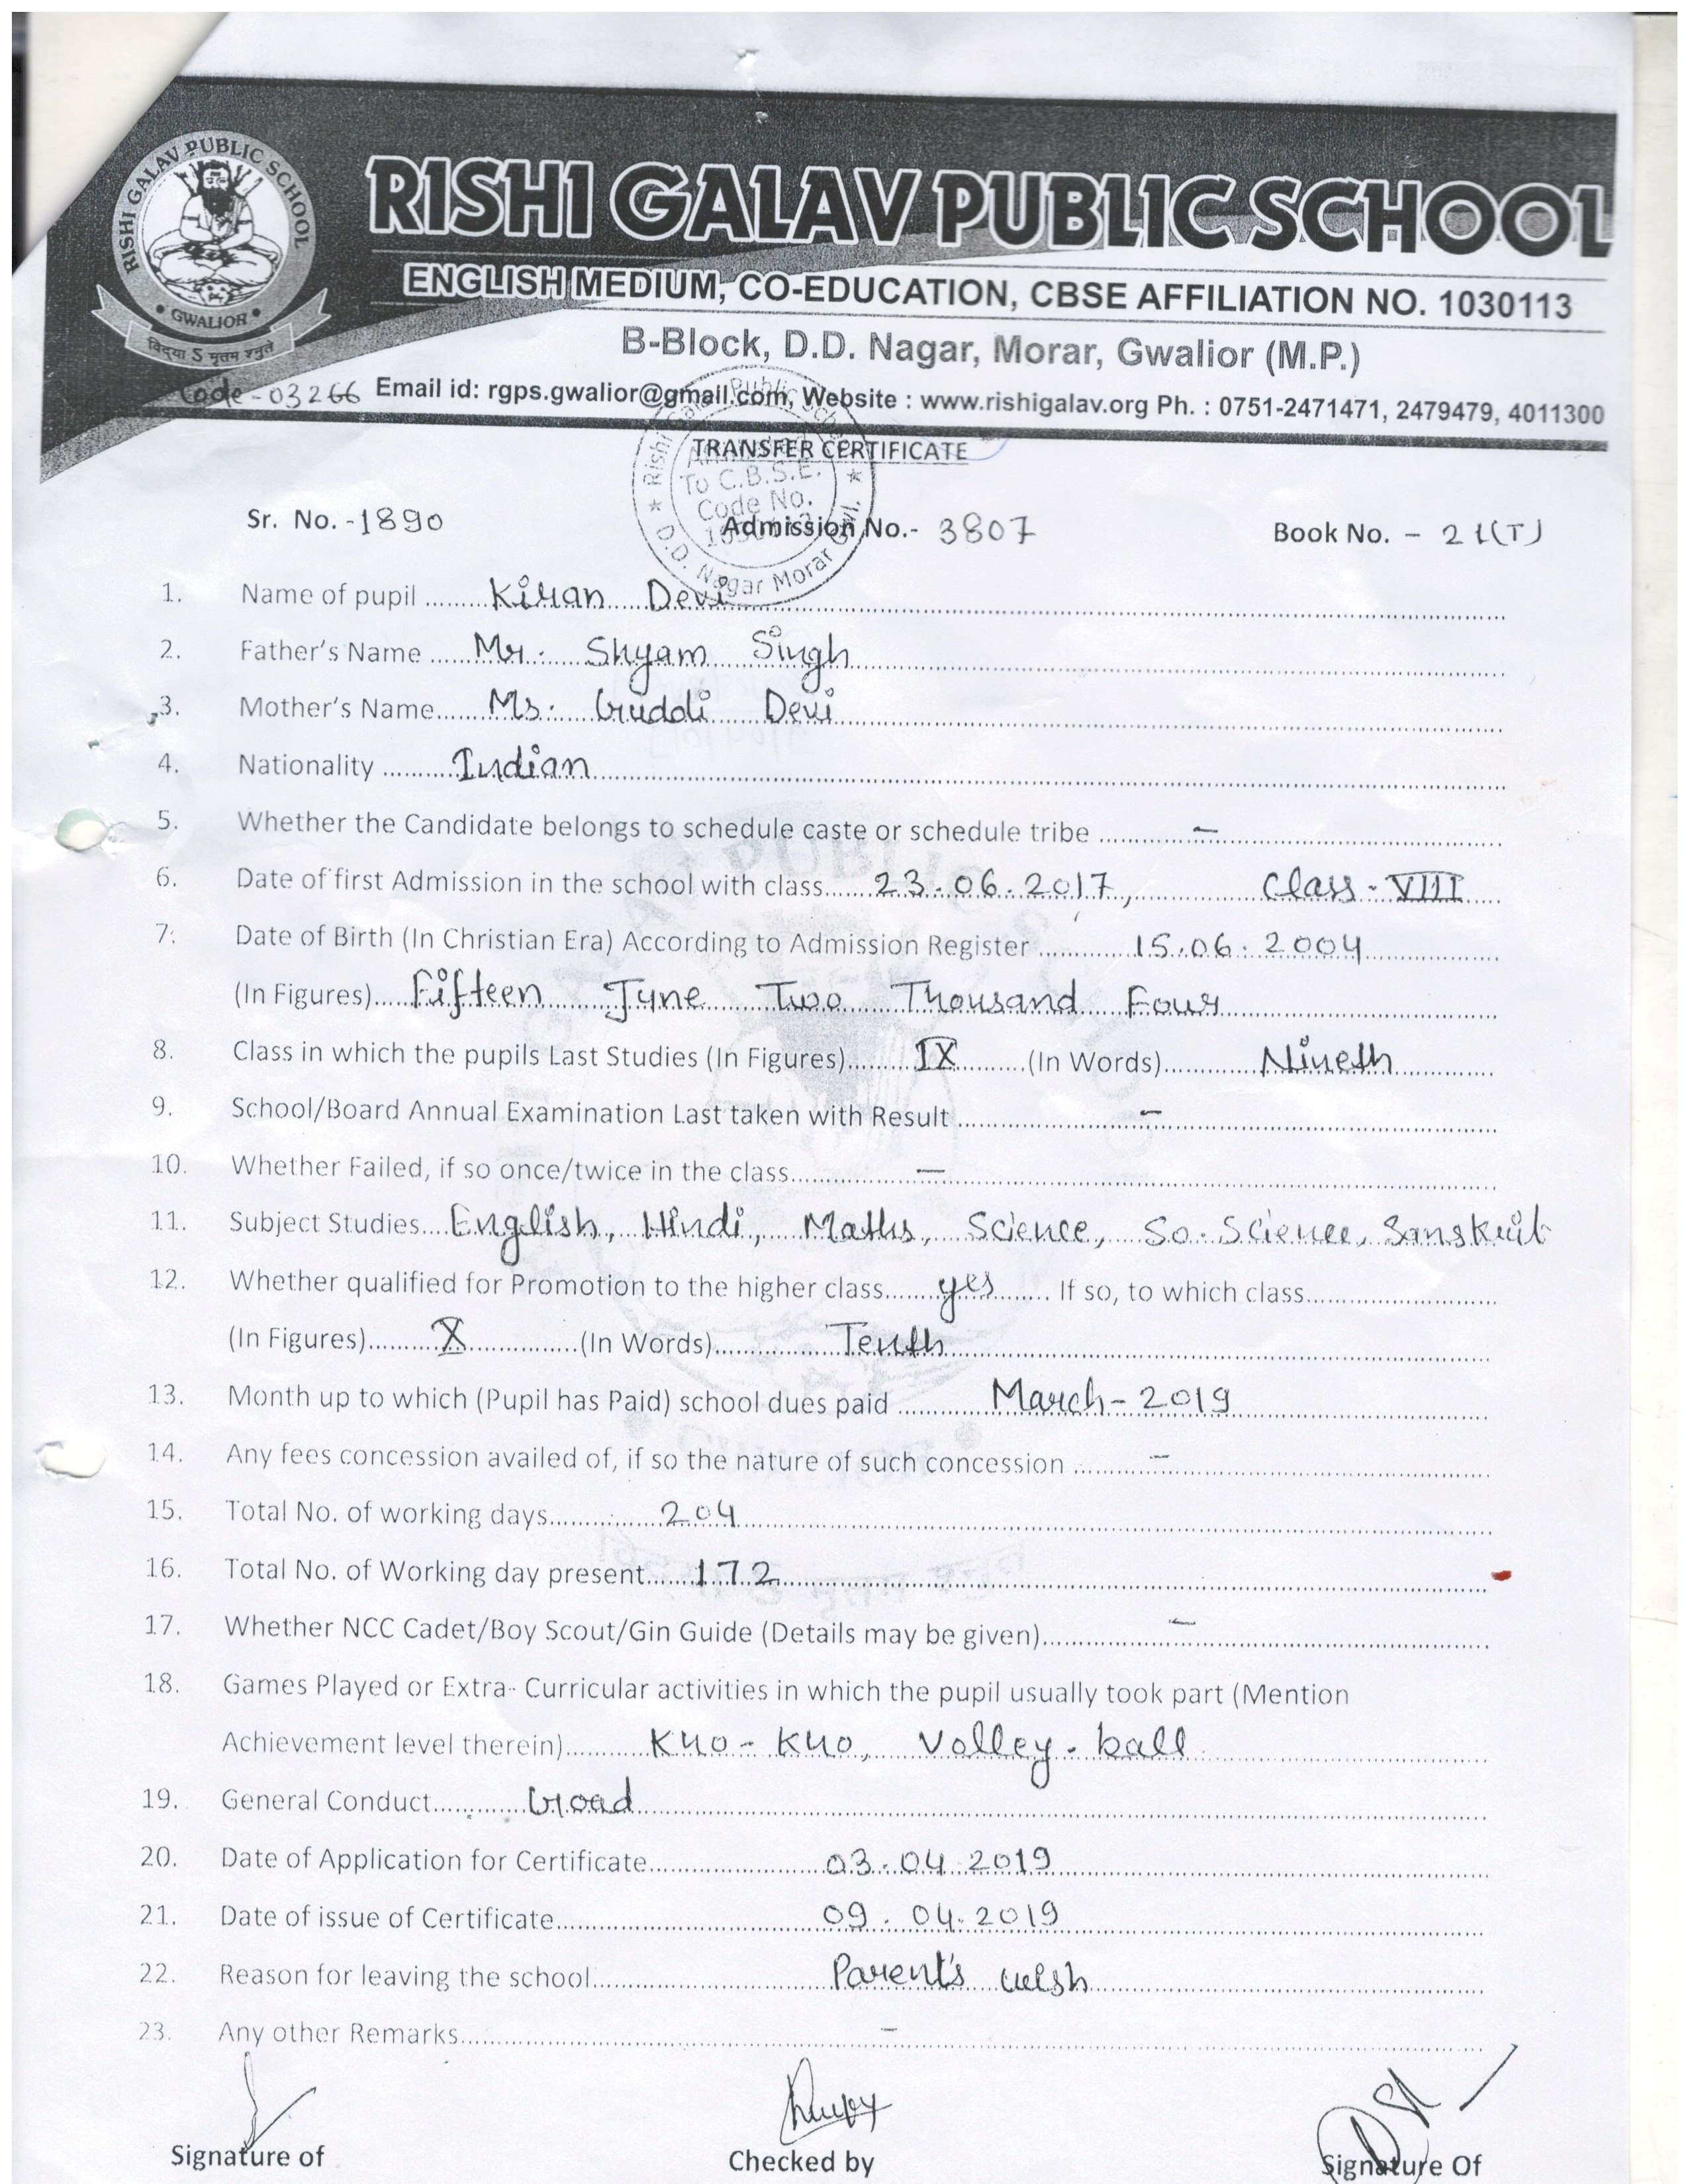 RISHI GALAV PUBLIC SCHOOL
GWALIOR
विद्या ऽ मृतम श्नुते
RISHI GALAV PUBLIC SCHOOL
ENGLISH MEDIUM, CO-EDUCATION, CBSE AFFILIATION NO. 1030113
B-Block, D.D. Nagar, Morar, Gwalior (M.P.)
Code - 03266 Email id: rgps.gwalior@gmail.com, Website : www.rishigalav.org Ph. : 0751-2471471, 2479479, 4011300
TRANSFER CERTIFICATE
To C.B.S.E.
Code No.
D.D. Nagar Morar
Sr. No. -1890 Admission No.- 3807 Book No. - 21(T)
1. Name of pupil ........ Kiran Devi
2. Father's Name ...... Mr. Shyam Singh
3. Mother's Name...... Ms. Guddi Devi
4. Nationality ......... Indian
5. Whether the Candidate belongs to schedule caste or schedule tribe ............ -
6. Date of first Admission in the school with class...... 23.06.2017, Class - VIII
7. Date of Birth (In Christian Era) According to Admission Register ............ 15.06.2004
(In Figures)..... Fifteen Jyne Two Thousand Four
8. Class in which the pupils Last Studies (In Figures)......... IX .........(In Words)............ Nineth
9. School/Board Annual Examination Last taken with Result ............ -
10. Whether Failed, if so once/twice in the class............ -
11. Subject Studies.... English, Hindi, Maths, Science, So. Science, Sanskrit
12. Whether qualified for Promotion to the higher class....... yes ....... If so, to which class............
(In Figures)......... X ............(In Words)............ Tenth
13. Month up to which (Pupil has Paid) school dues paid ............ March - 2019
14. Any fees concession availed of, if so the nature of such concession ............ -
15. Total No. of working days............ 204
16. Total No. of Working day present...... 172
17. Whether NCC Cadet/Boy Scout/Gin Guide (Details may be given)............ -
18. Games Played or Extra- Curricular activities in which the pupil usually took part (Mention
Achievement level therein)......... Kho - Kho, Volley - ball
19. General Conduct............ Good
20. Date of Application for Certificate............ 03.04.2019
21. Date of issue of Certificate............ 09.04.2019
22. Reason for leaving the school............ Parent's wish
23. Any other Remarks............ -
Signature of Checked by Signature Of